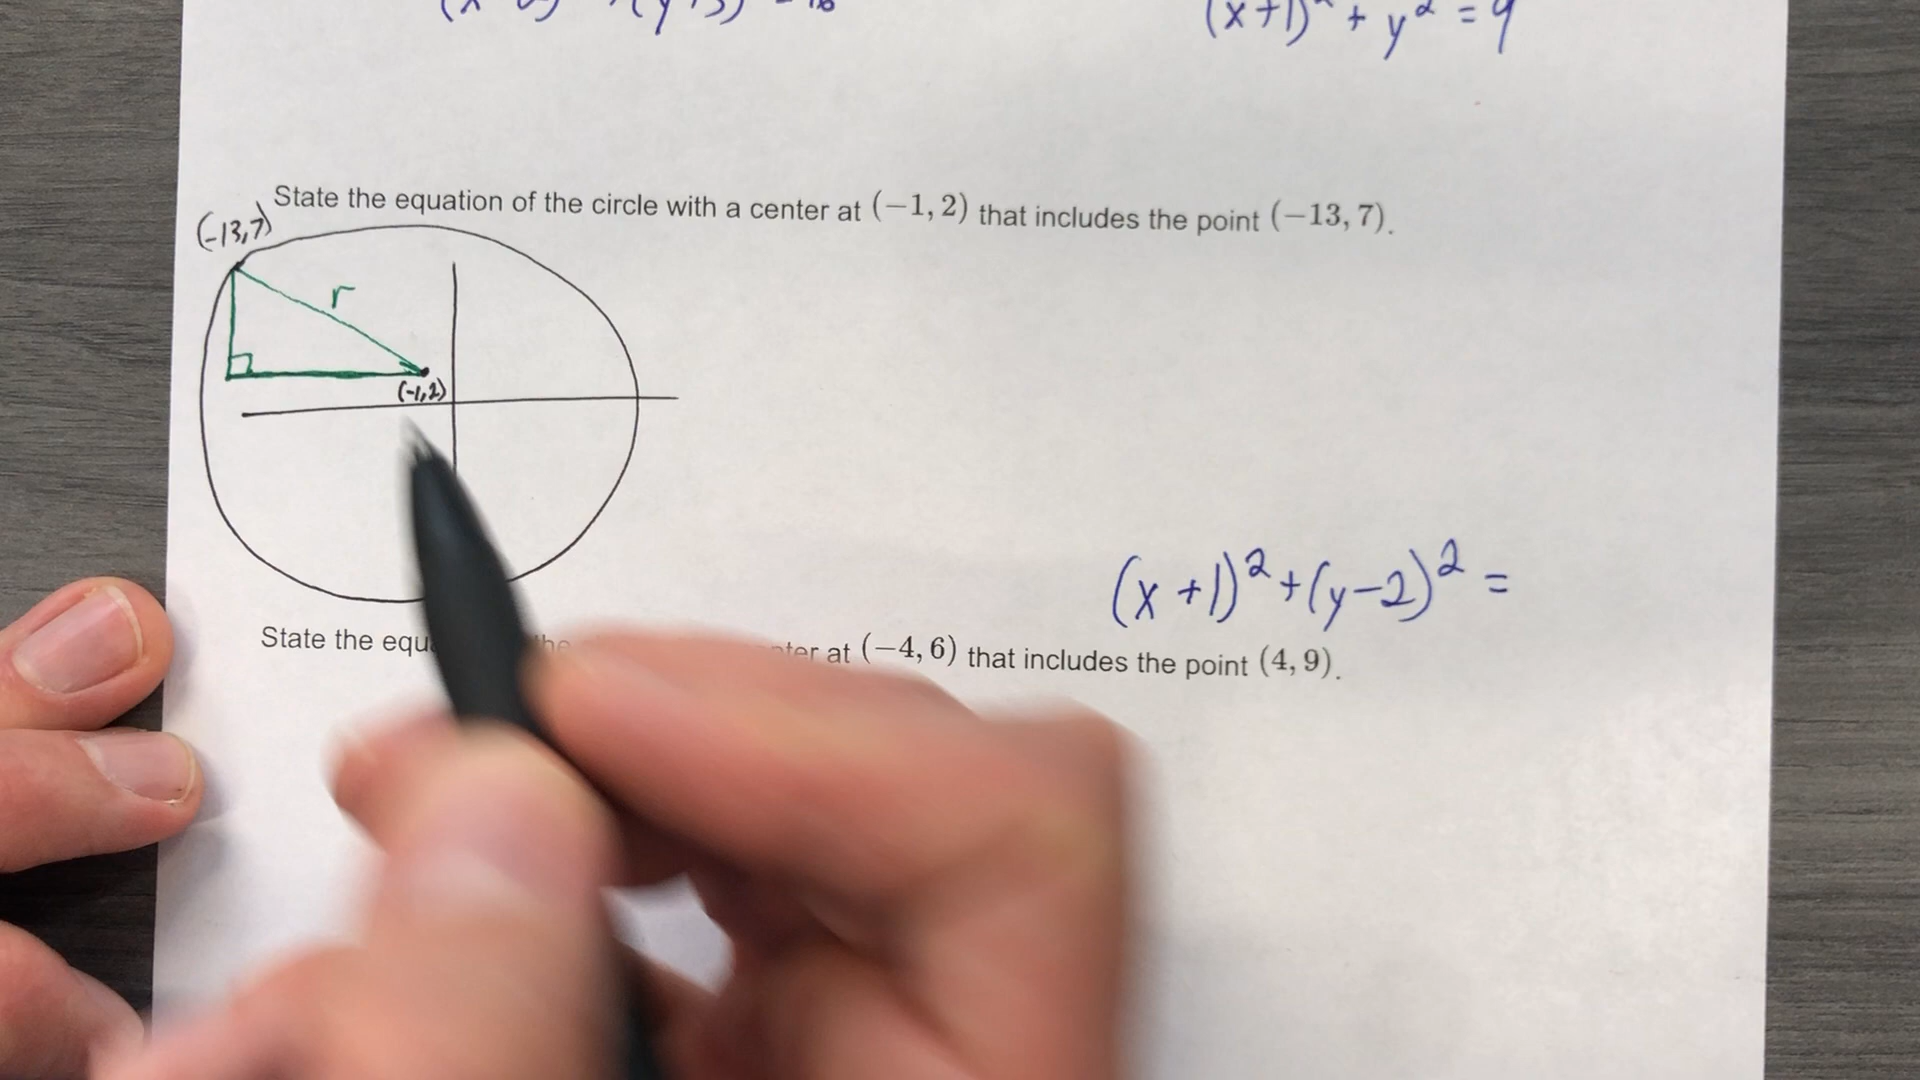 (x+1)² + y² = 9
State the equation of the circle with a center at (−1, 2) that includes the point (−13, 7).
(-13,7)
r
(-1,2)
(x+1)² + (y-2)² =
State the at (−4, 6) that includes the point (4, 9).